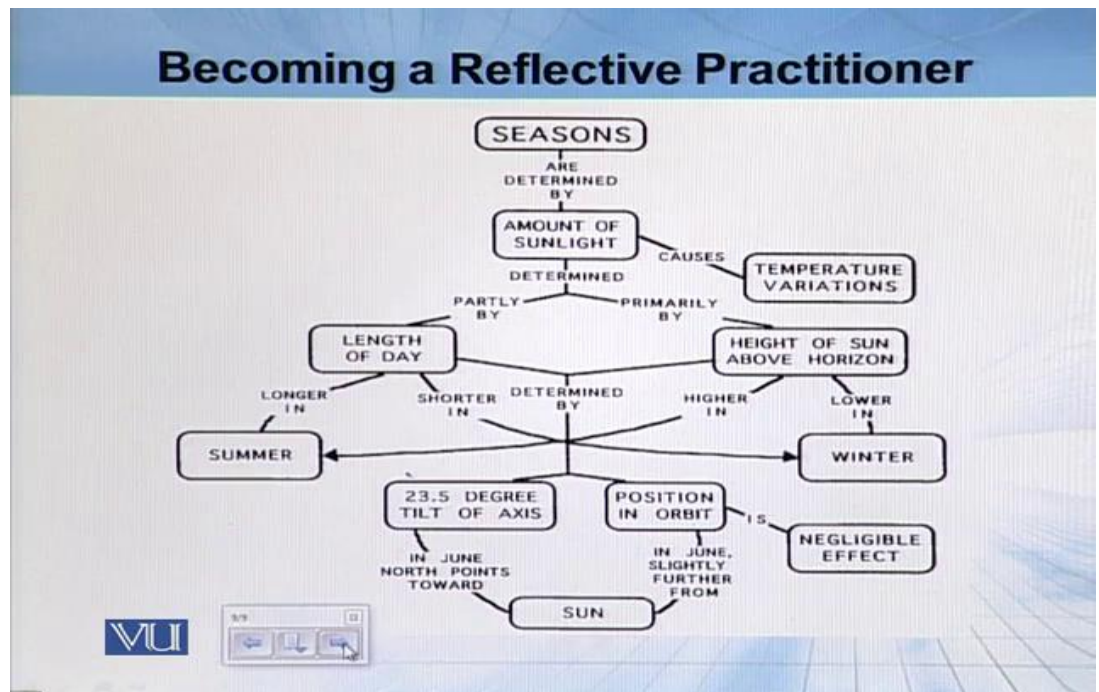 Becoming a Reflective Practitioner
SEASONS
ARE
DETERMINED
BY
AMOUNT OF
SUNLIGHT
CAUSES
TEMPERATURE
VARIATIONS
DETERMINED
PARTLY
BY
PRIMARILY
BY
LENGTH
OF DAY
HEIGHT OF SUN
ABOVE HORIZON
LONGER
IN
SHORTER
IN
DETERMINED
BY
HIGHER
IN
LOWER
IN
SUMMER
WINTER
23.5 DEGREE
TILT OF AXIS
POSITION
IN ORBIT
IS
NEGLIGIBLE
EFFECT
IN JUNE
NORTH POINTS
TOWARD
IN JUNE,
SLIGHTLY
FURTHER
FROM
SUN
VU